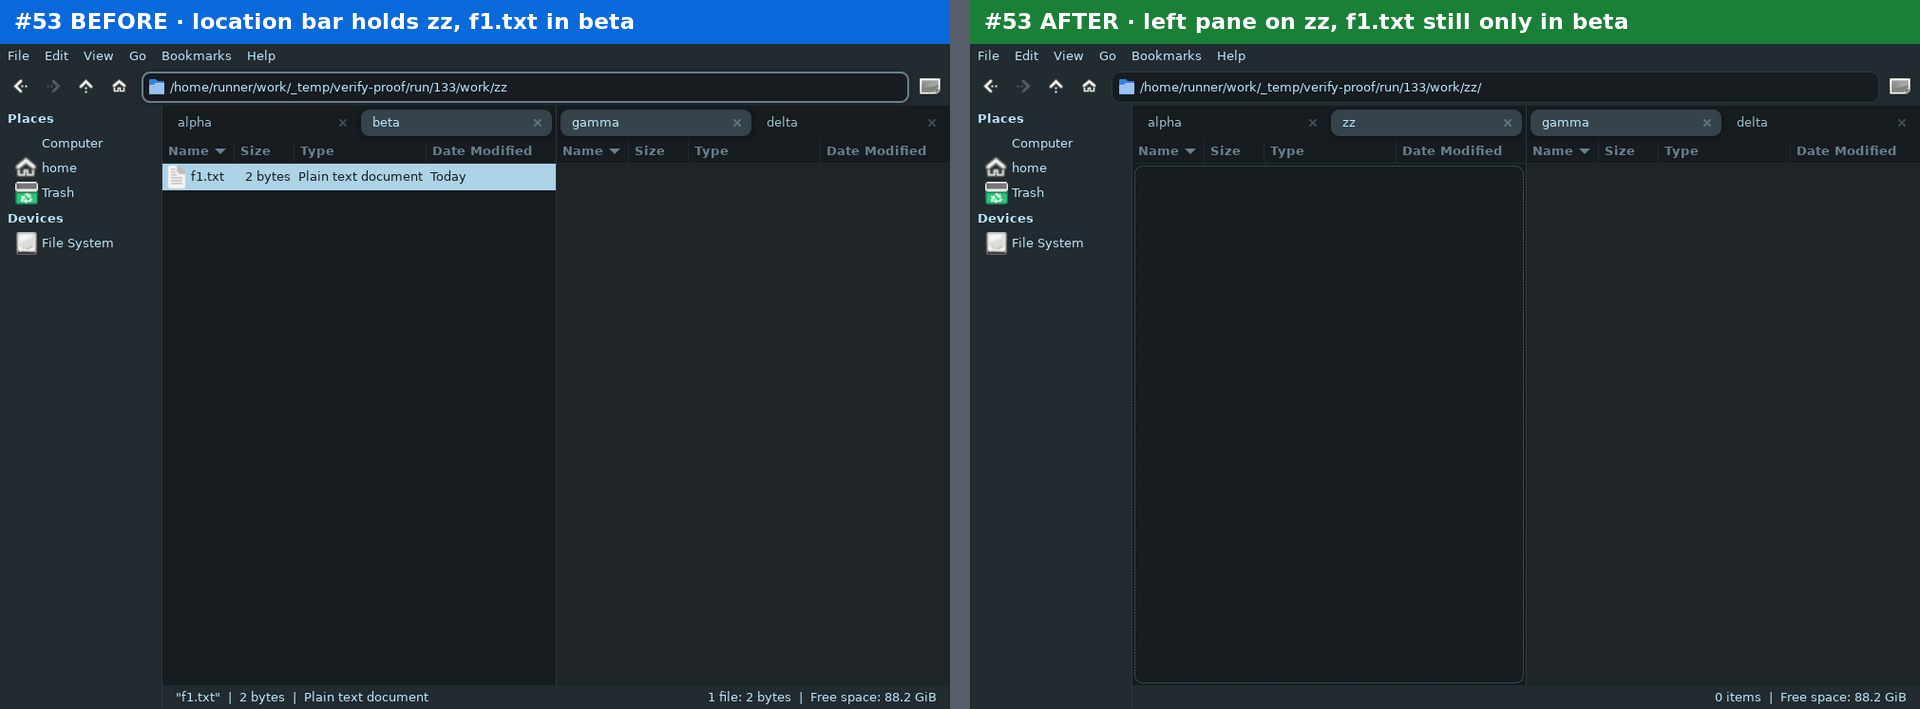 #53 BEFORE · location bar holds zz, f1.txt in beta
File Edit View Go Bookmarks Help
/home/runner/work/_temp/verify-proof/run/133/work/zz
Places
Computer
home
Trash
Devices
File System
alpha beta gamma delta
Name Size Type Date Modified Name Size Type Date Modified
f1.txt 2 bytes Plain text document Today
"f1.txt" | 2 bytes | Plain text document 1 file: 2 bytes | Free space: 88.2 GiB
#53 AFTER · left pane on zz, f1.txt still only in beta
File Edit View Go Bookmarks Help
/home/runner/work/_temp/verify-proof/run/133/work/zz/
Places
Computer
home
Trash
Devices
File System
alpha zz gamma delta
Name Size Type Date Modified Name Size Type Date Modified
0 items | Free space: 88.2 GiB